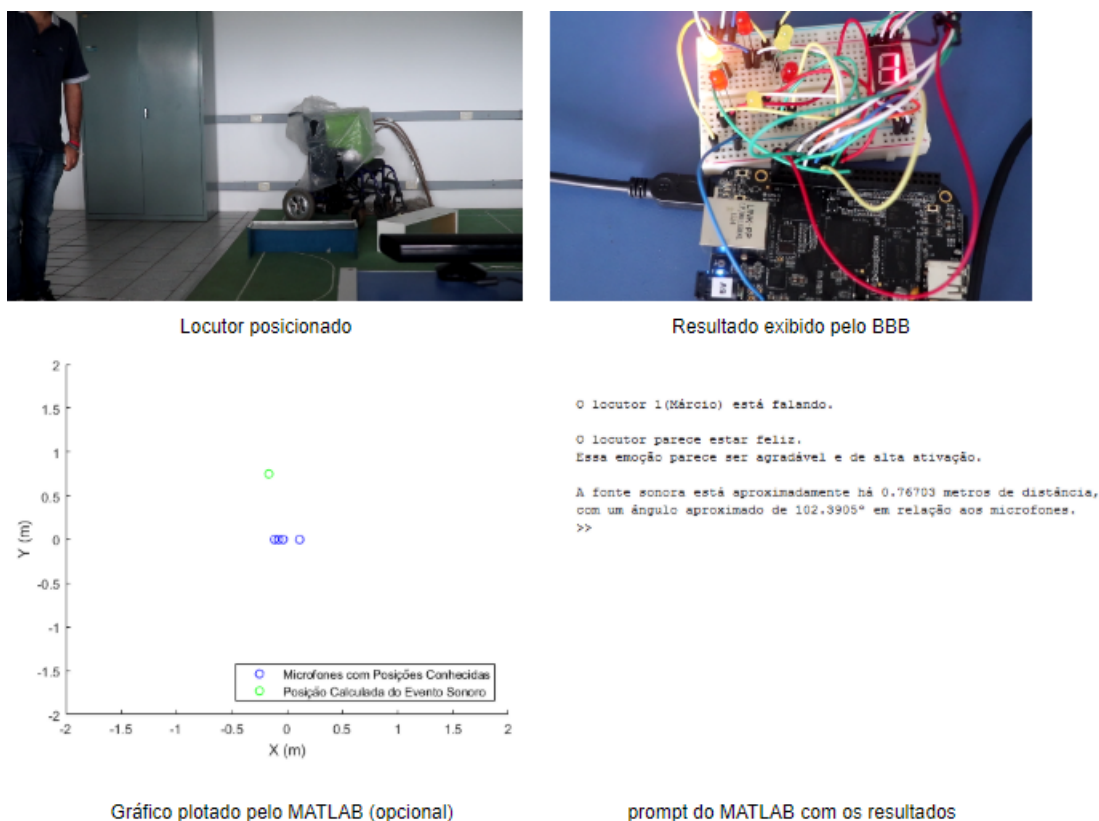 Locutor posicionado
Resultado exibido pelo BBB
2
1.5
1
0.5
0
-0.5
-1
-1.5
-2
Y (m)
-2 -1.5 -1 -0.5 0 0.5 1 1.5 2
X (m)
Microfones com Posições Conhecidas
Posição Calculada do Evento Sonoro
O locutor 1(Márcio) está falando.
O locutor parece estar feliz.
Essa emoção parece ser agradável e de alta ativação.
A fonte sonora está aproximadamente há 0.76703 metros de distância,
com um ângulo aproximado de 102.3905º em relação aos microfones.
>>
Gráfico plotado pelo MATLAB (opcional)
prompt do MATLAB com os resultados